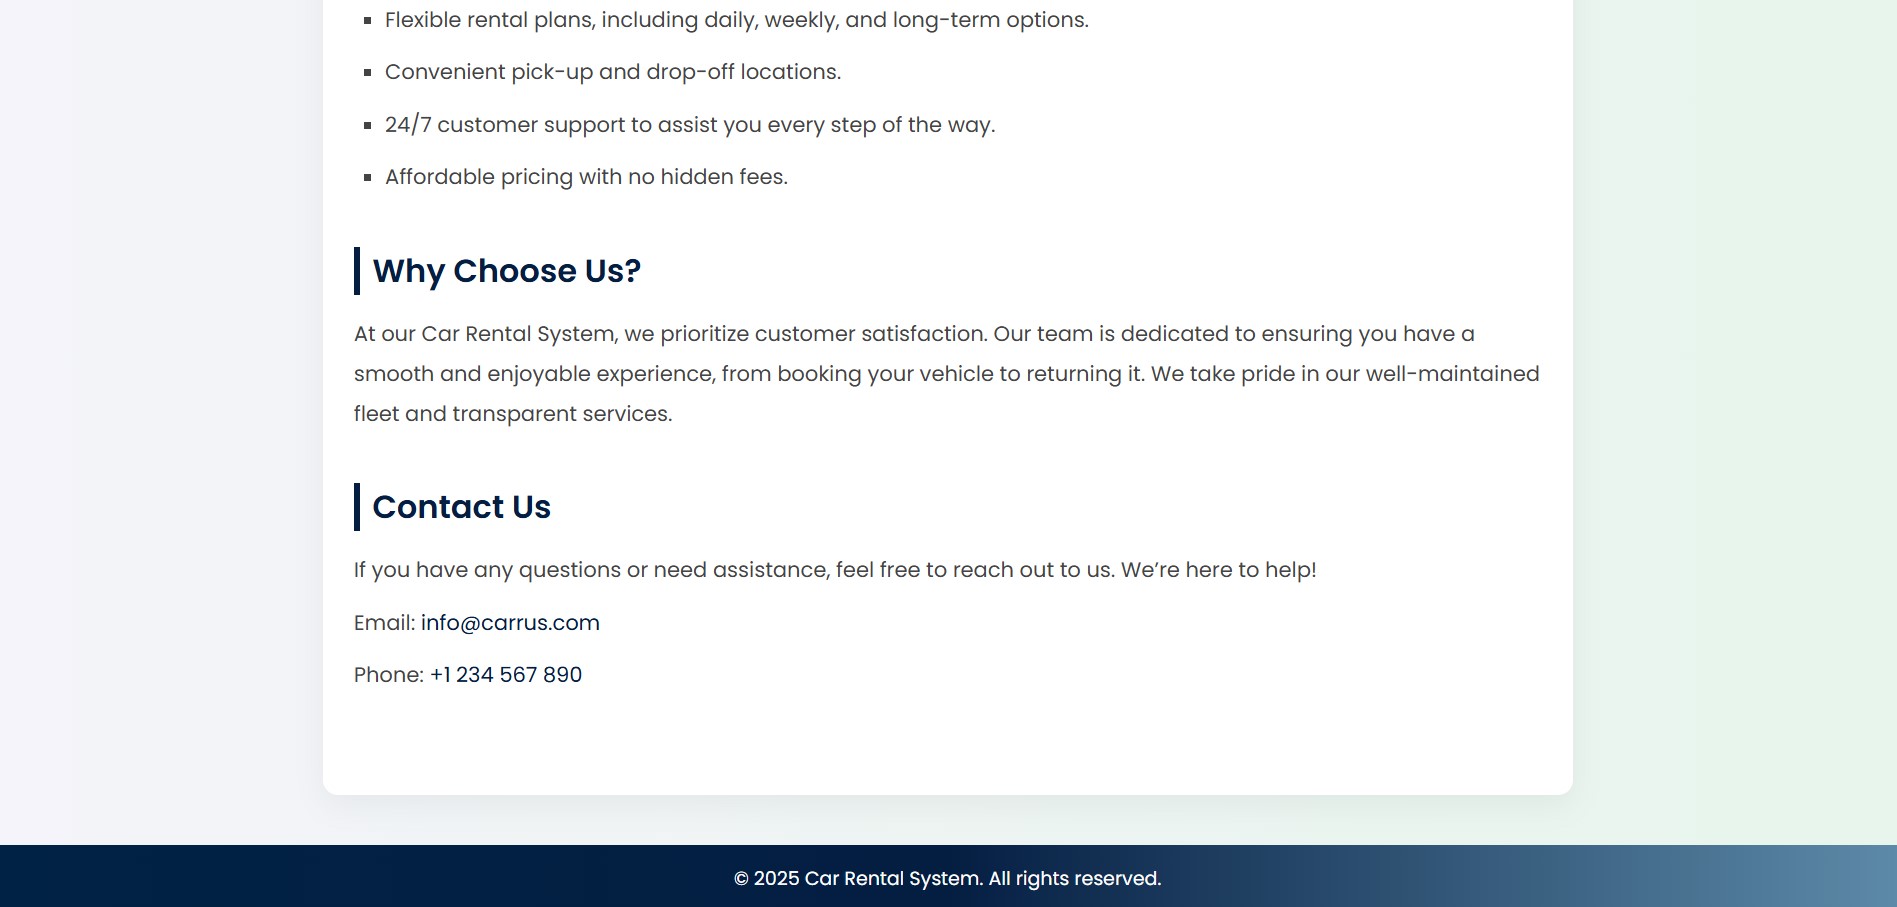 Flexible rental plans, including daily, weekly, and long-term options.
Convenient pick-up and drop-off locations.
24/7 customer support to assist you every step of the way.
Affordable pricing with no hidden fees.
Why Choose Us?
At our Car Rental System, we prioritize customer satisfaction. Our team is dedicated to ensuring you have a
smooth and enjoyable experience, from booking your vehicle to returning it. We take pride in our well-maintained
fleet and transparent services.
Contact Us
If you have any questions or need assistance, feel free to reach out to us. We’re here to help!
Email: info@carrus.com
Phone: +1 234 567 890
© 2025 Car Rental System. All rights reserved.